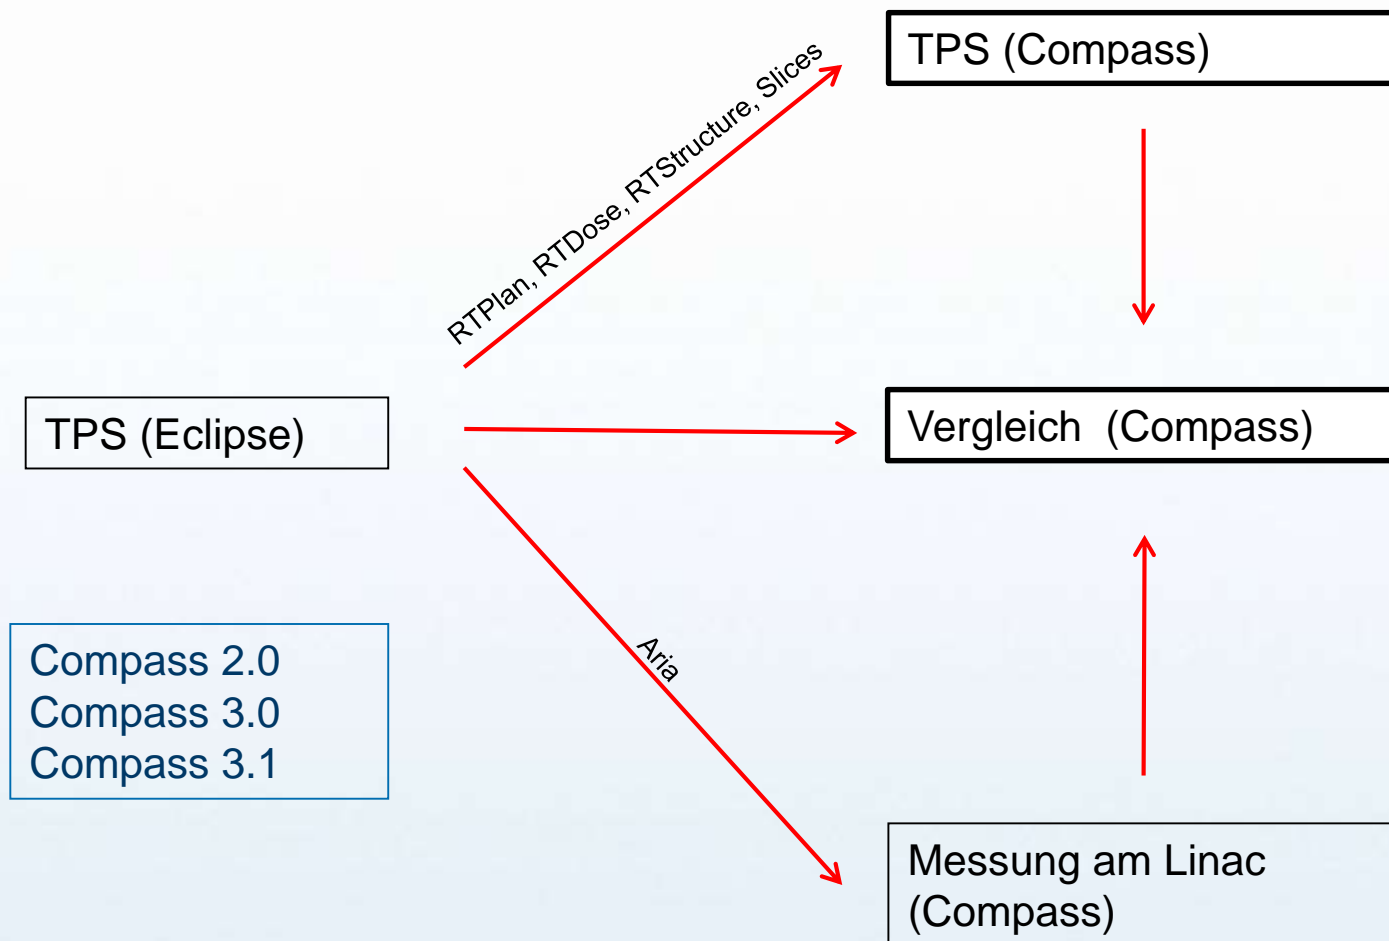 TPS (Compass)
RTPlan, RTDose, RTStructure, Slices
TPS (Eclipse)
Vergleich (Compass)
Compass 2.0
Compass 3.0
Compass 3.1
Aria
Messung am Linac
(Compass)